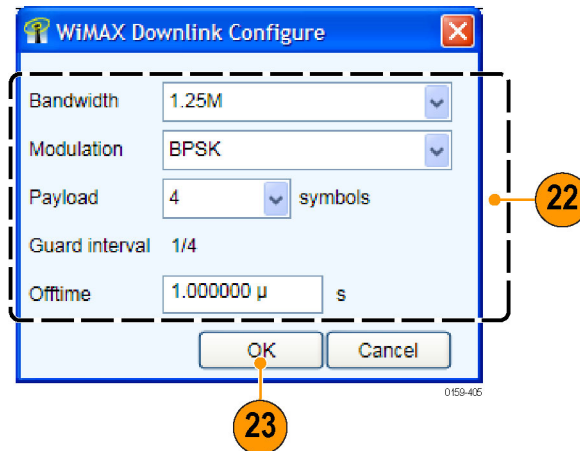 WiMAX Downlink Configure
Bandwidth 1.25M
Modulation BPSK
Payload 4 symbols
Guard interval 1/4
Offtime 1.000000 µ s
22
OK Cancel
0159-405
23